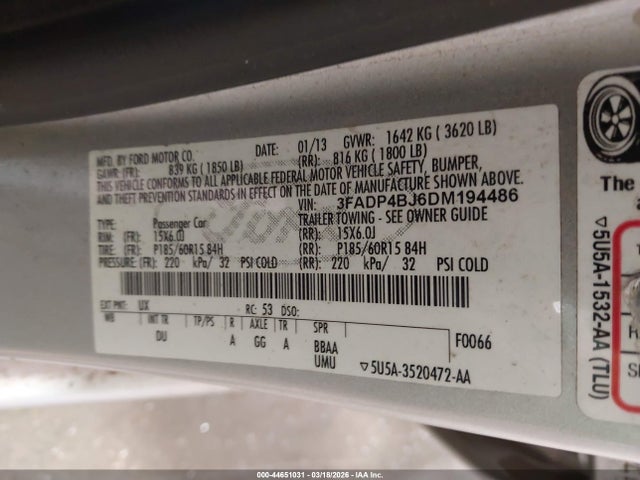 MFD. BY FORD MOTOR CO.
DATE: 01/13 GVWR: 1642 KG ( 3620 LB)
GAWR: (FR): 839 KG ( 1850 LB) (RR): 816 KG ( 1800 LB)
THIS VEHICLE CONFORMS TO ALL APPLICABLE FEDERAL MOTOR VEHICLE SAFETY, BUMPER,
AND THEFT PREVENTION STANDARDS IN EFFECT ON THE DATE OF MANUFACTURE SHOWN ABOVE.
VIN: 3FADP4BJ6DM194486
TYPE: Passenger Car TRAILER TOWING - SEE OWNER GUIDE
RIM: (FR): 15X6.0J (RR): 15X6.0J
TIRE: (FR): P185/60R15 84H (RR): P185/60R15 84H
PRESSURE: (FR): 220 kPa/ 32 PSI COLD (RR): 220 kPa/ 32 PSI COLD
EXT PNT: UX RC: 53 DSO:
WB INT TR TP/PS R AXLE TR SPR F0066
DU A GG A BBAA
UMU ▽5U5A-3520472-AA
The
▽5U5A-1532-AA (TLU)
000-44651031 - 03/18/2026 - IAA Inc.